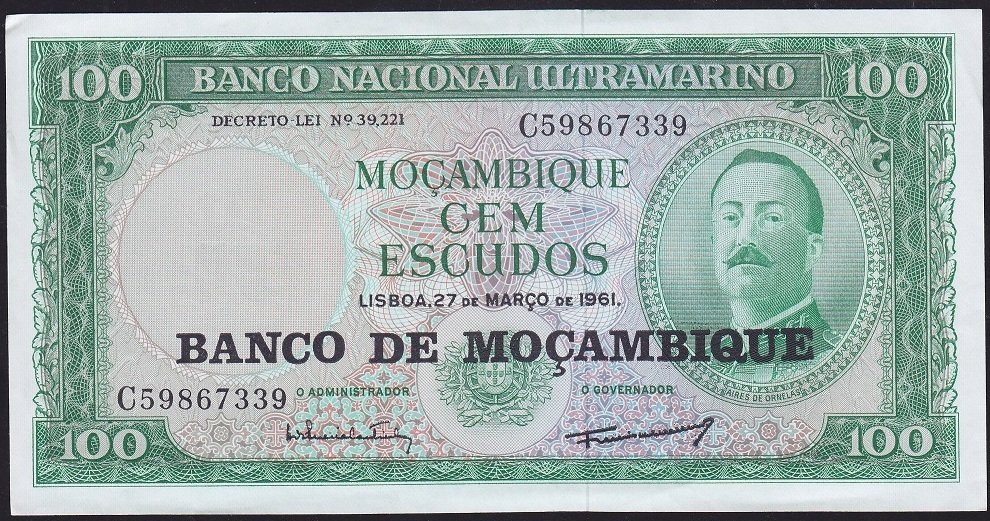 100 BANCO NACIONAL ULTRAMARINO 100
DECRETO-LEI Nº 39,221 C59867339
MOÇAMBIQUE
CEM
ESCUDOS
LISBOA, 27 DE MARÇO DE 1961.
BANCO DE MOÇAMBIQUE
C59867339 O ADMINISTRADOR O GOVERNADOR AIRES DE ORNELAS
100 100